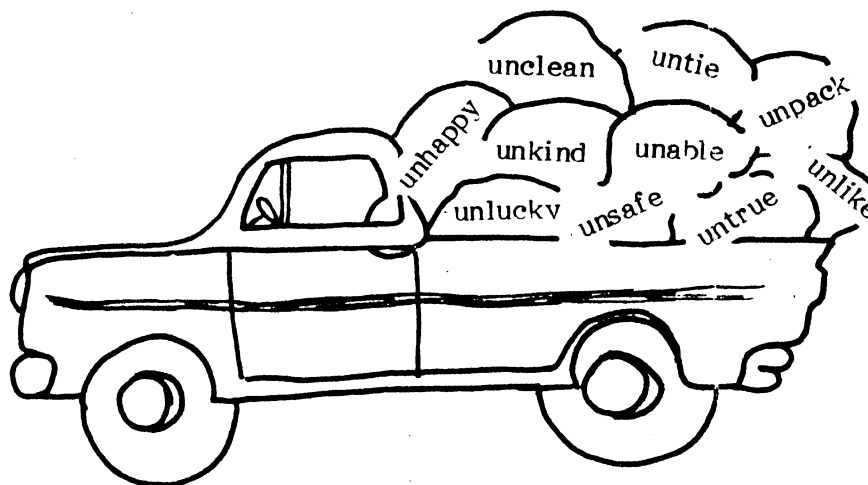 unclean
untie
unpack
unhappy
unkind
unable
unlike
unlucky
unsafe
untrue